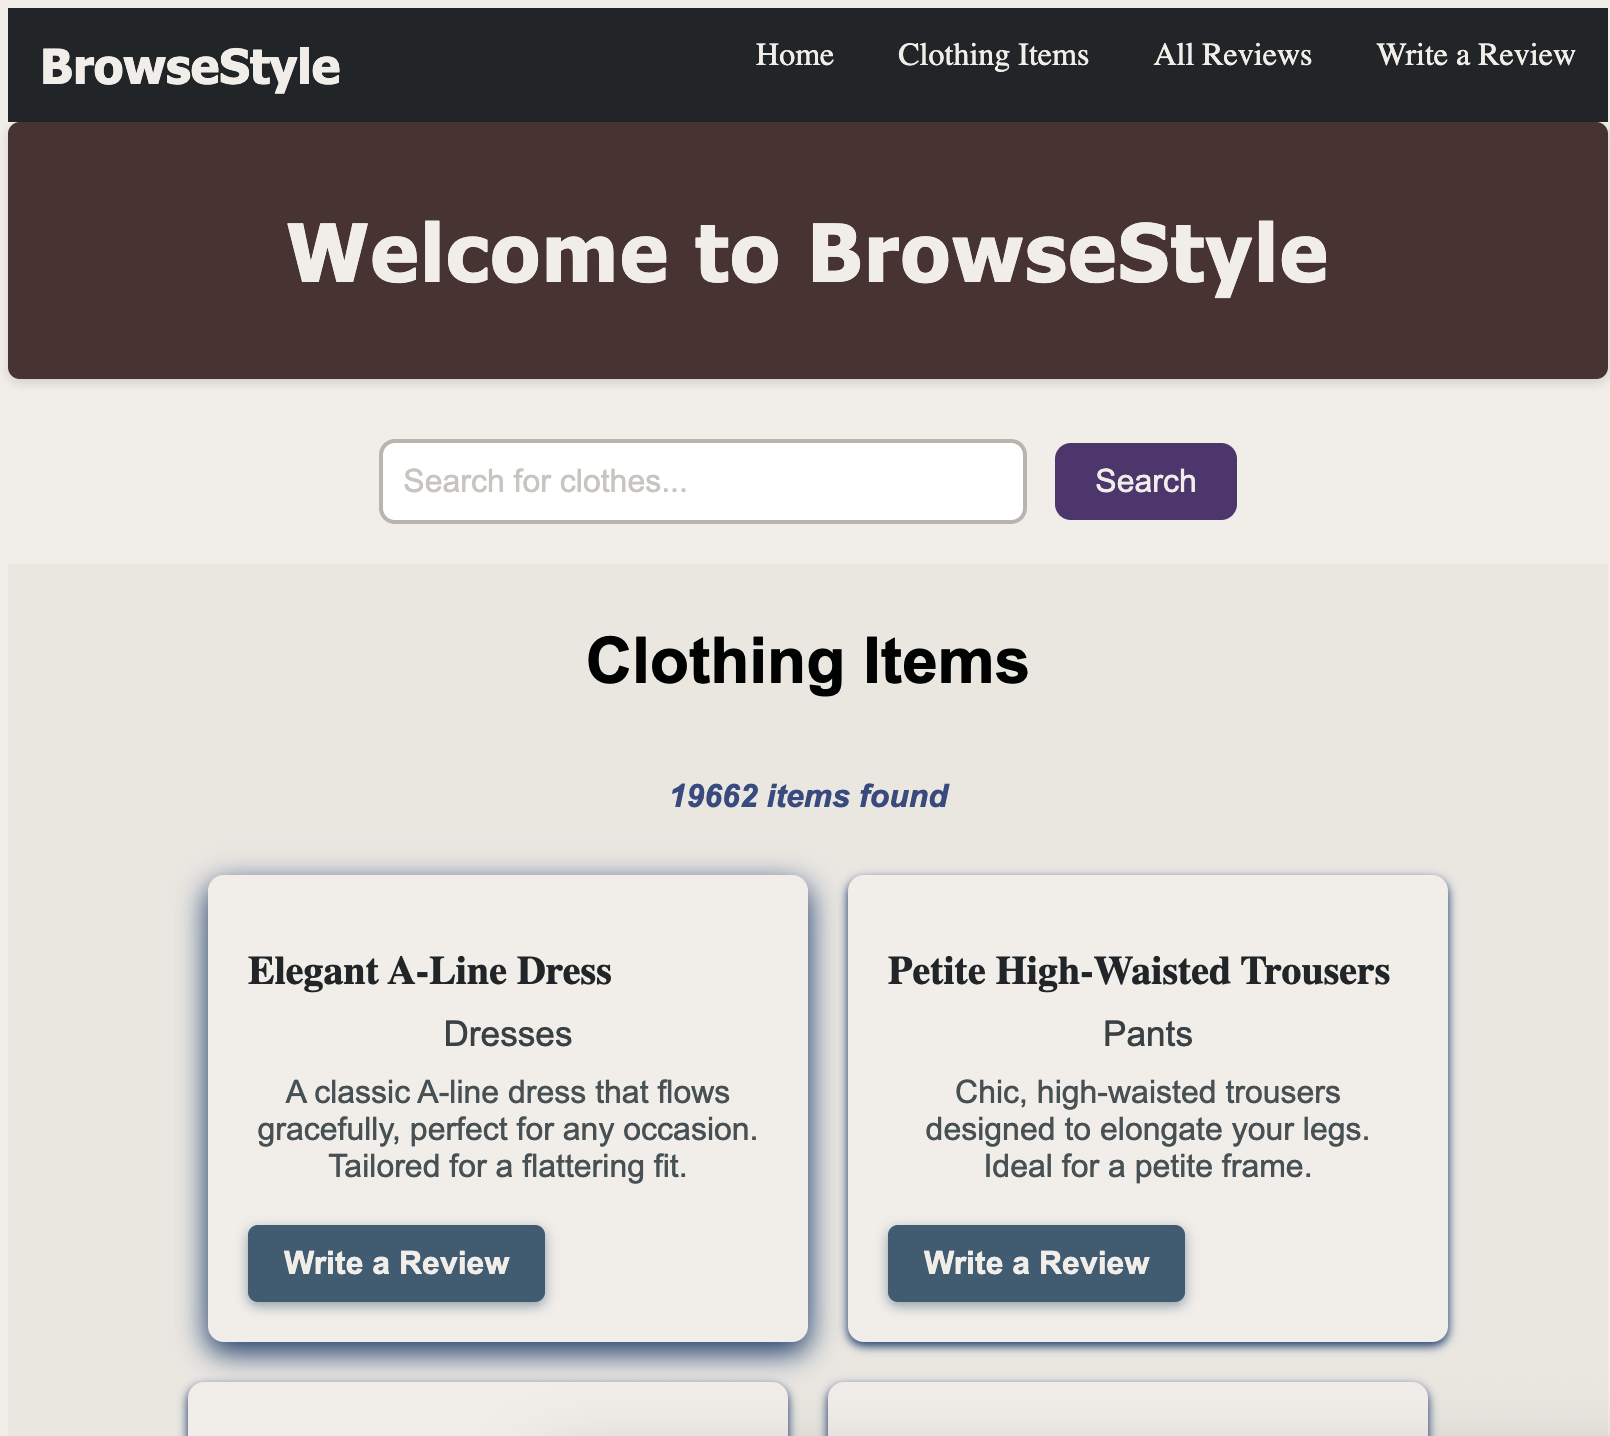 BrowseStyle
Home
Clothing Items
All Reviews
Write a Review
Welcome to BrowseStyle
Search for clothes...
Search
Clothing Items
19662 items found
Elegant A-Line Dress
Dresses
A classic A-line dress that flows
gracefully, perfect for any occasion.
Tailored for a flattering fit.
Write a Review
Petite High-Waisted Trousers
Pants
Chic, high-waisted trousers
designed to elongate your legs.
Ideal for a petite frame.
Write a Review